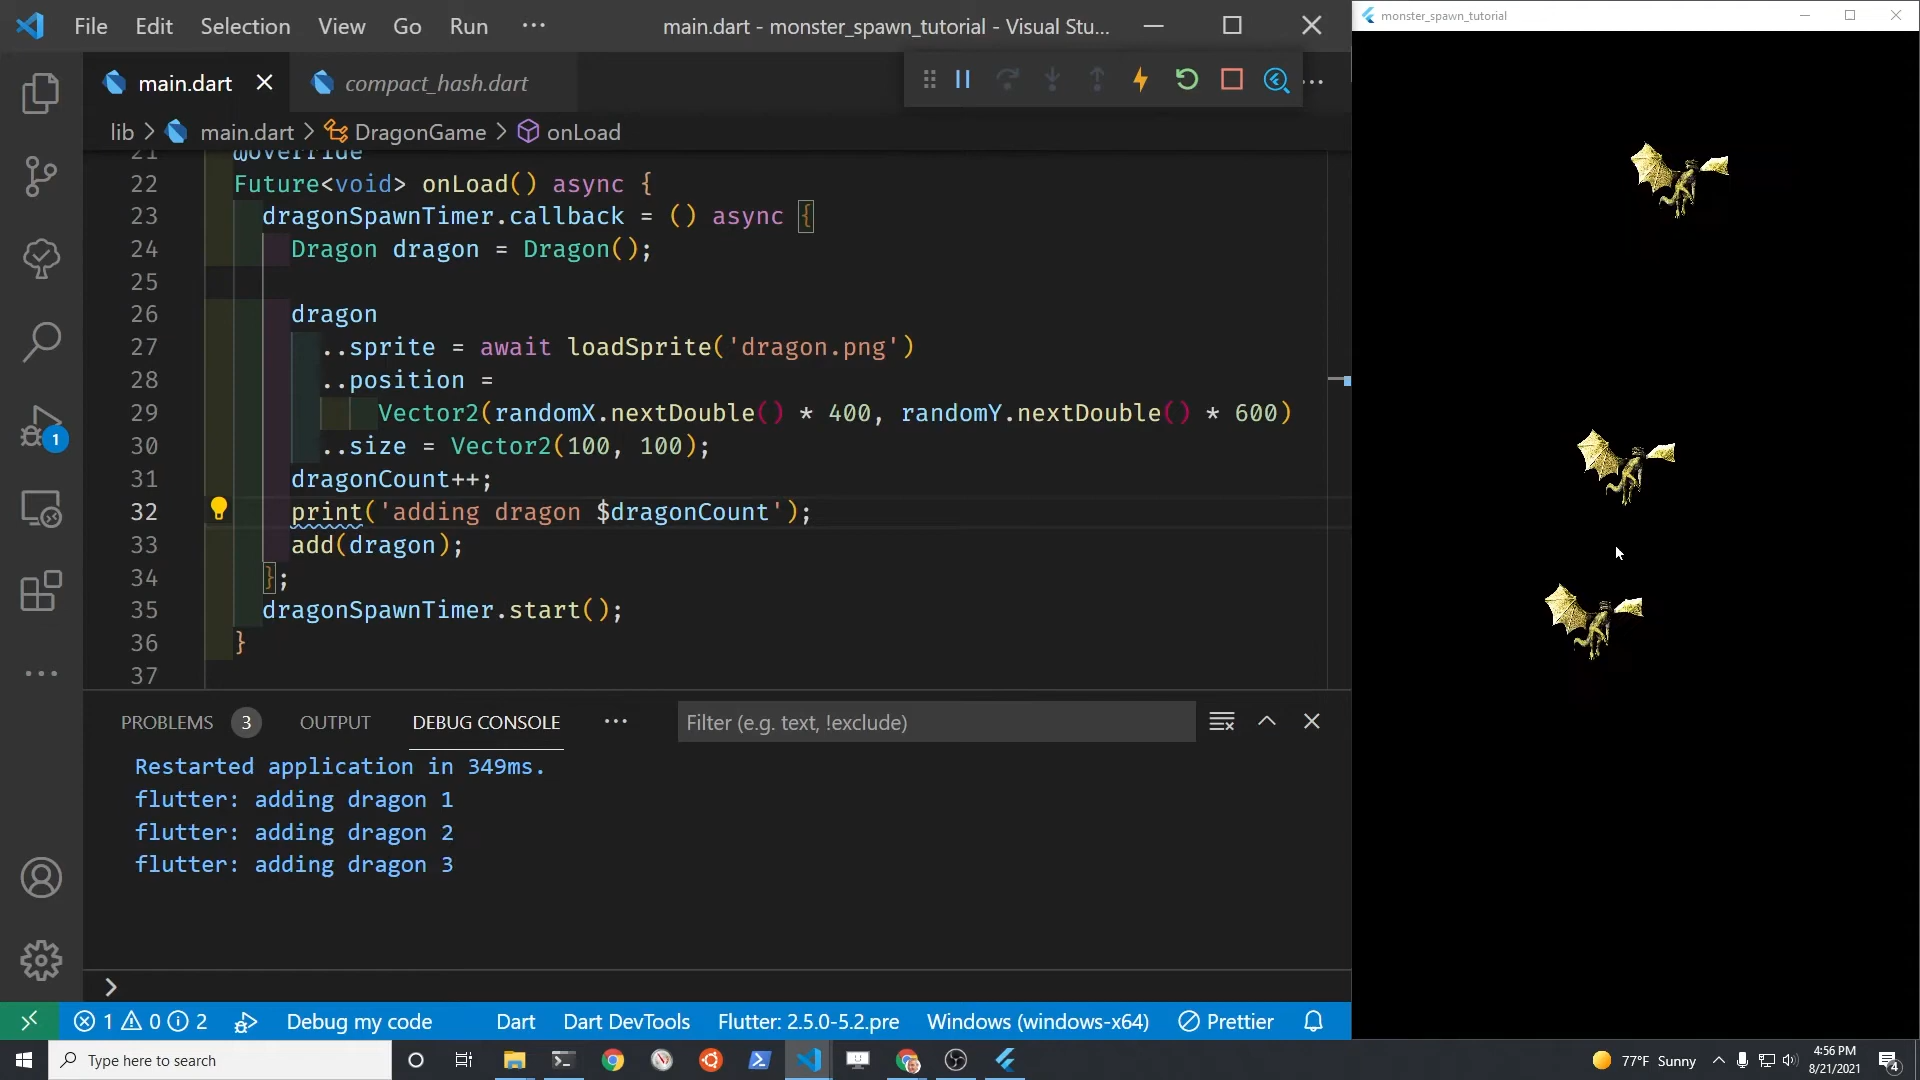 File Edit Selection View Go Run ··· main.dart - monster_spawn_tutorial - Visual Stu...
monster_spawn_tutorial
main.dart compact_hash.dart
lib > main.dart > DragonGame > onLoad
21 @override
22 Future<void> onLoad() async {
23 dragonSpawnTimer.callback = () async {
24 Dragon dragon = Dragon();
25
26 dragon
27 ..sprite = await loadSprite('dragon.png')
28 ..position =
29 Vector2(randomX.nextDouble() * 400, randomY.nextDouble() * 600)
30 ..size = Vector2(100, 100);
31 dragonCount++;
32 print('adding dragon $dragonCount');
33 add(dragon);
34 };
35 dragonSpawnTimer.start();
36 }
37
1
PROBLEMS 3 OUTPUT DEBUG CONSOLE ··· Filter (e.g. text, !exclude)
Restarted application in 349ms.
flutter: adding dragon 1
flutter: adding dragon 2
flutter: adding dragon 3
1 0 2 Debug my code Dart Dart DevTools Flutter: 2.5.0-5.2.pre Windows (windows-x64) Prettier
Type here to search 77°F Sunny 4:56 PM
8/21/2021 4